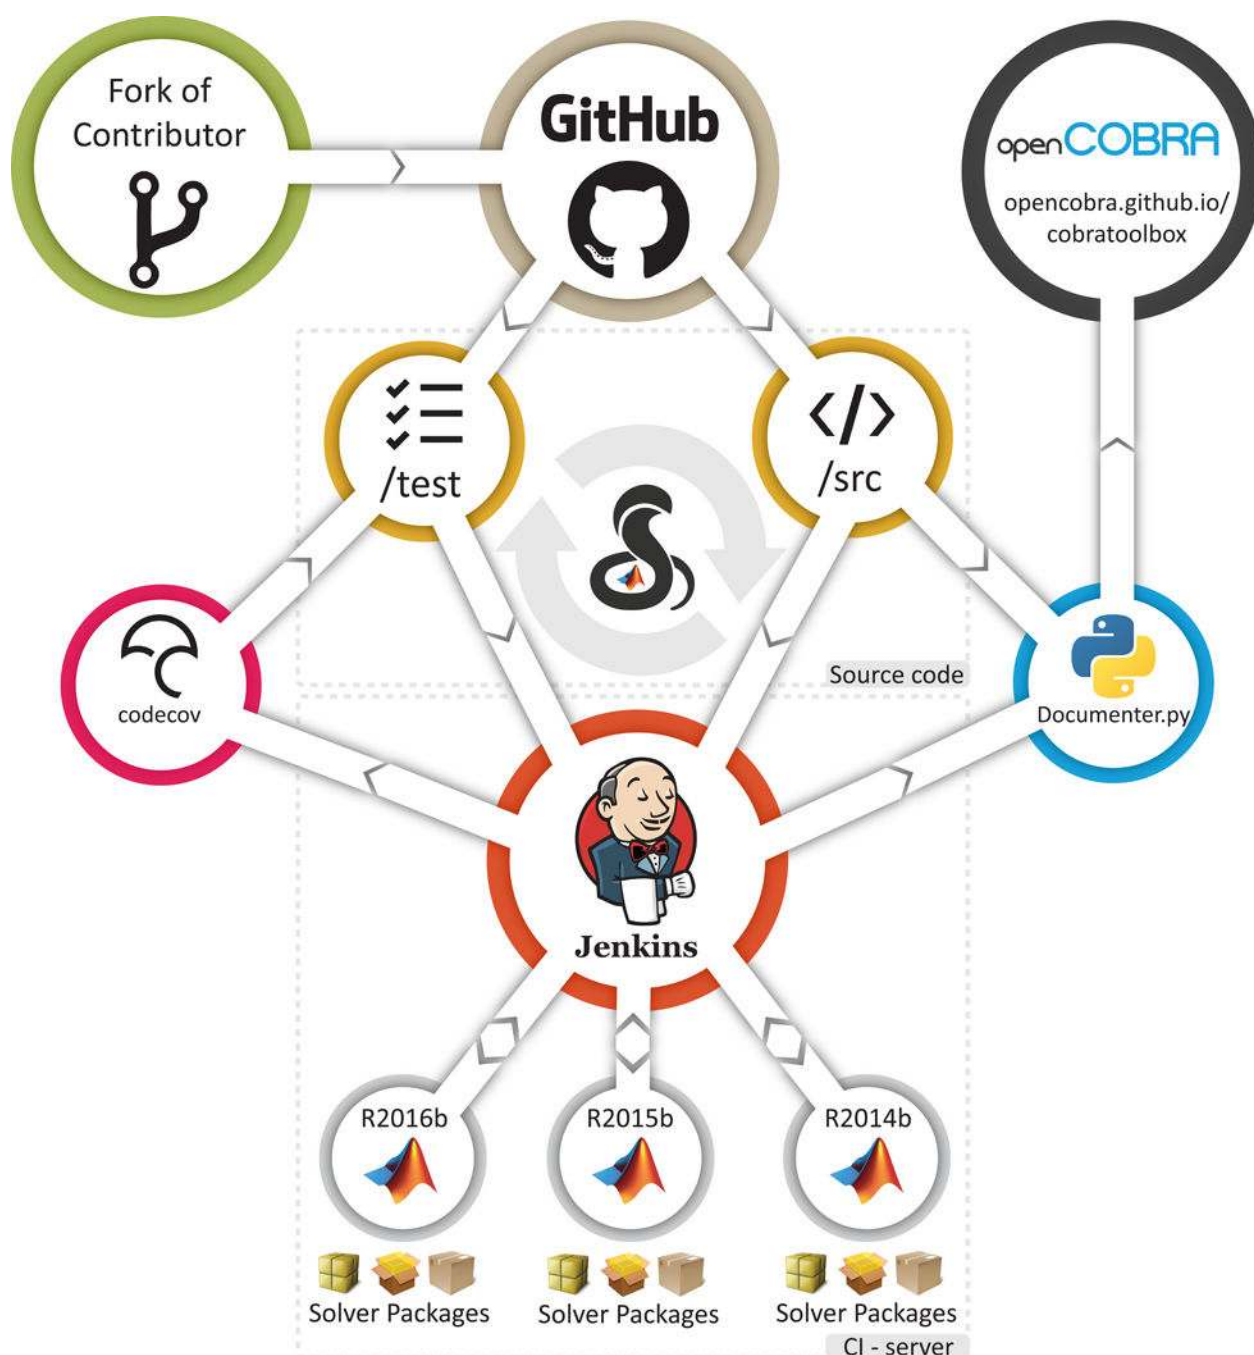 Fork of
Contributor
GitHub
openCOBRA
opencobra.github.io/
cobratoolbox
/test
</>
/src
Source code
codecov
Documenter.py
Jenkins
R2016b
R2015b
R2014b
Solver Packages
Solver Packages
Solver Packages
CI - server